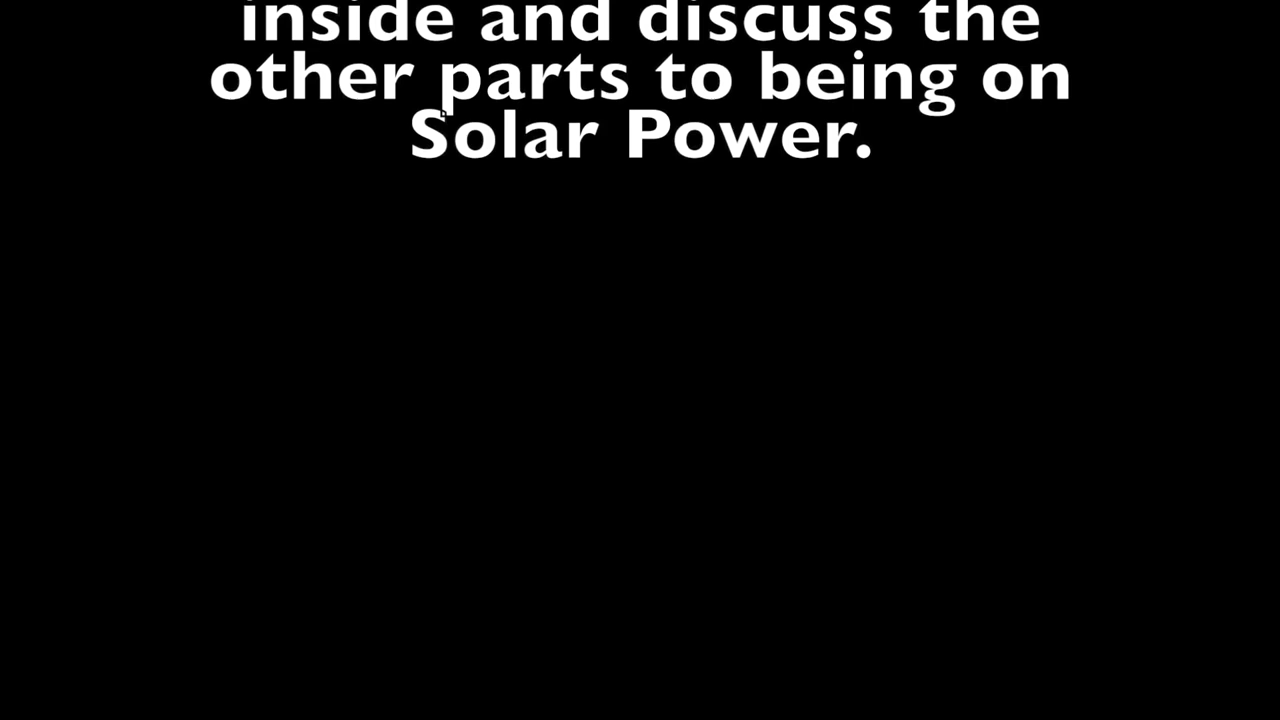 inside and discuss the
other parts to being on
Solar Power.